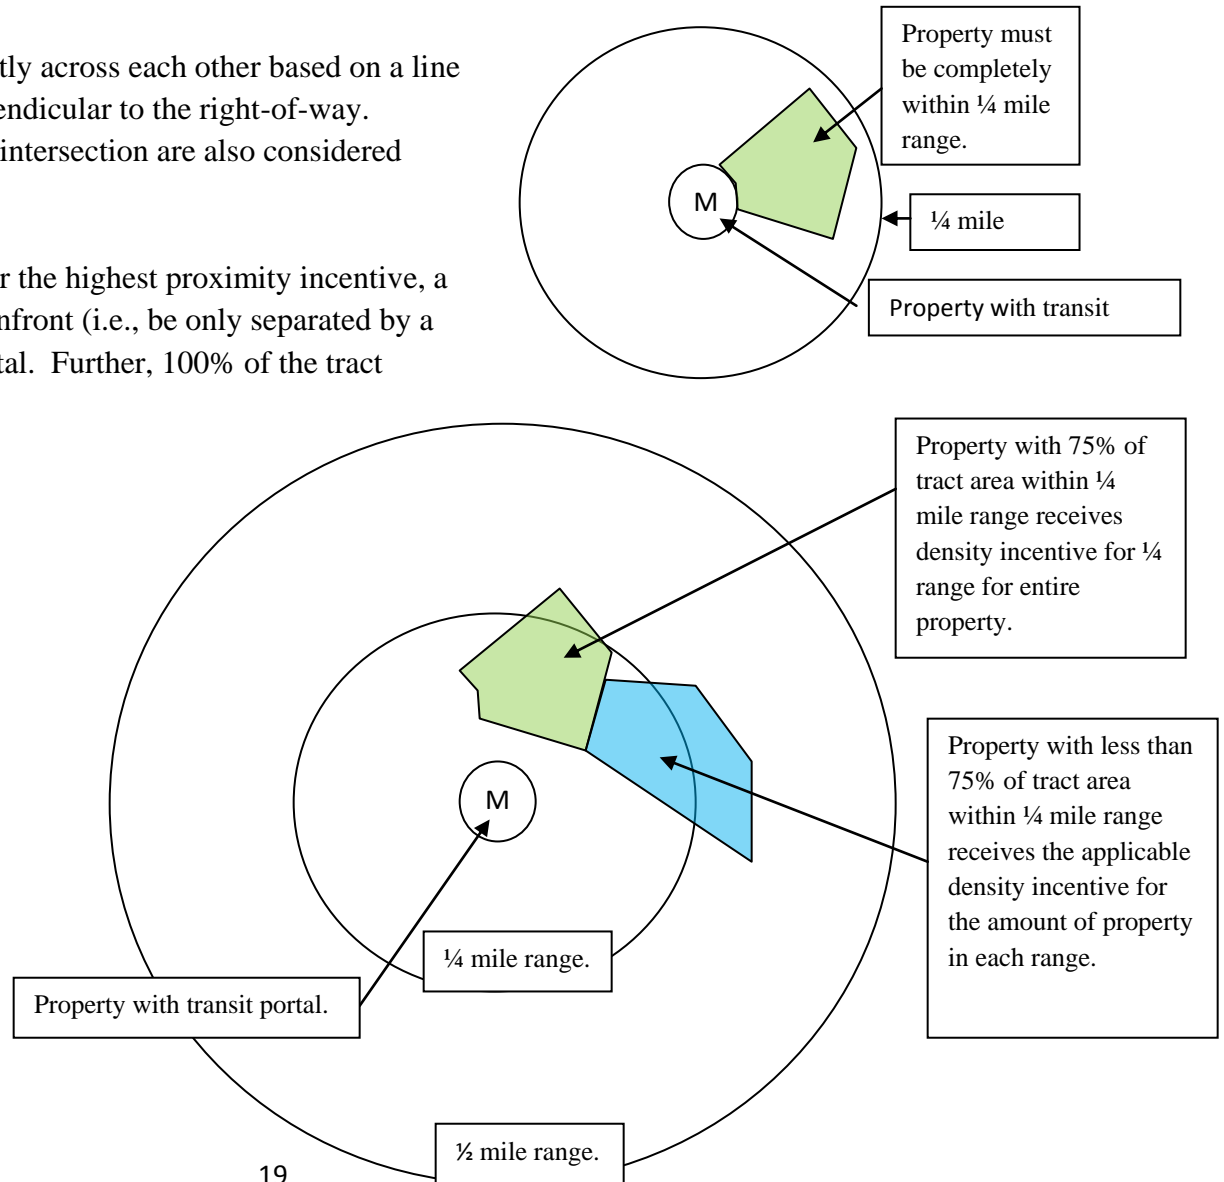 tly across each other based on a line
endicular to the right-of-way.
intersection are also considered
r the highest proximity incentive, a
nfront (i.e., be only separated by a
tal.  Further, 100% of the tract
Property must
be completely
within ¼ mile
range.
M
¼ mile
Property with transit
Property with 75% of
tract area within ¼
mile range receives
density incentive for ¼
range for entire
property.
M
Property with less than
75% of tract area
within ¼ mile range
receives the applicable
density incentive for
the amount of property
in each range.
¼ mile range.
Property with transit portal.
½ mile range.
19